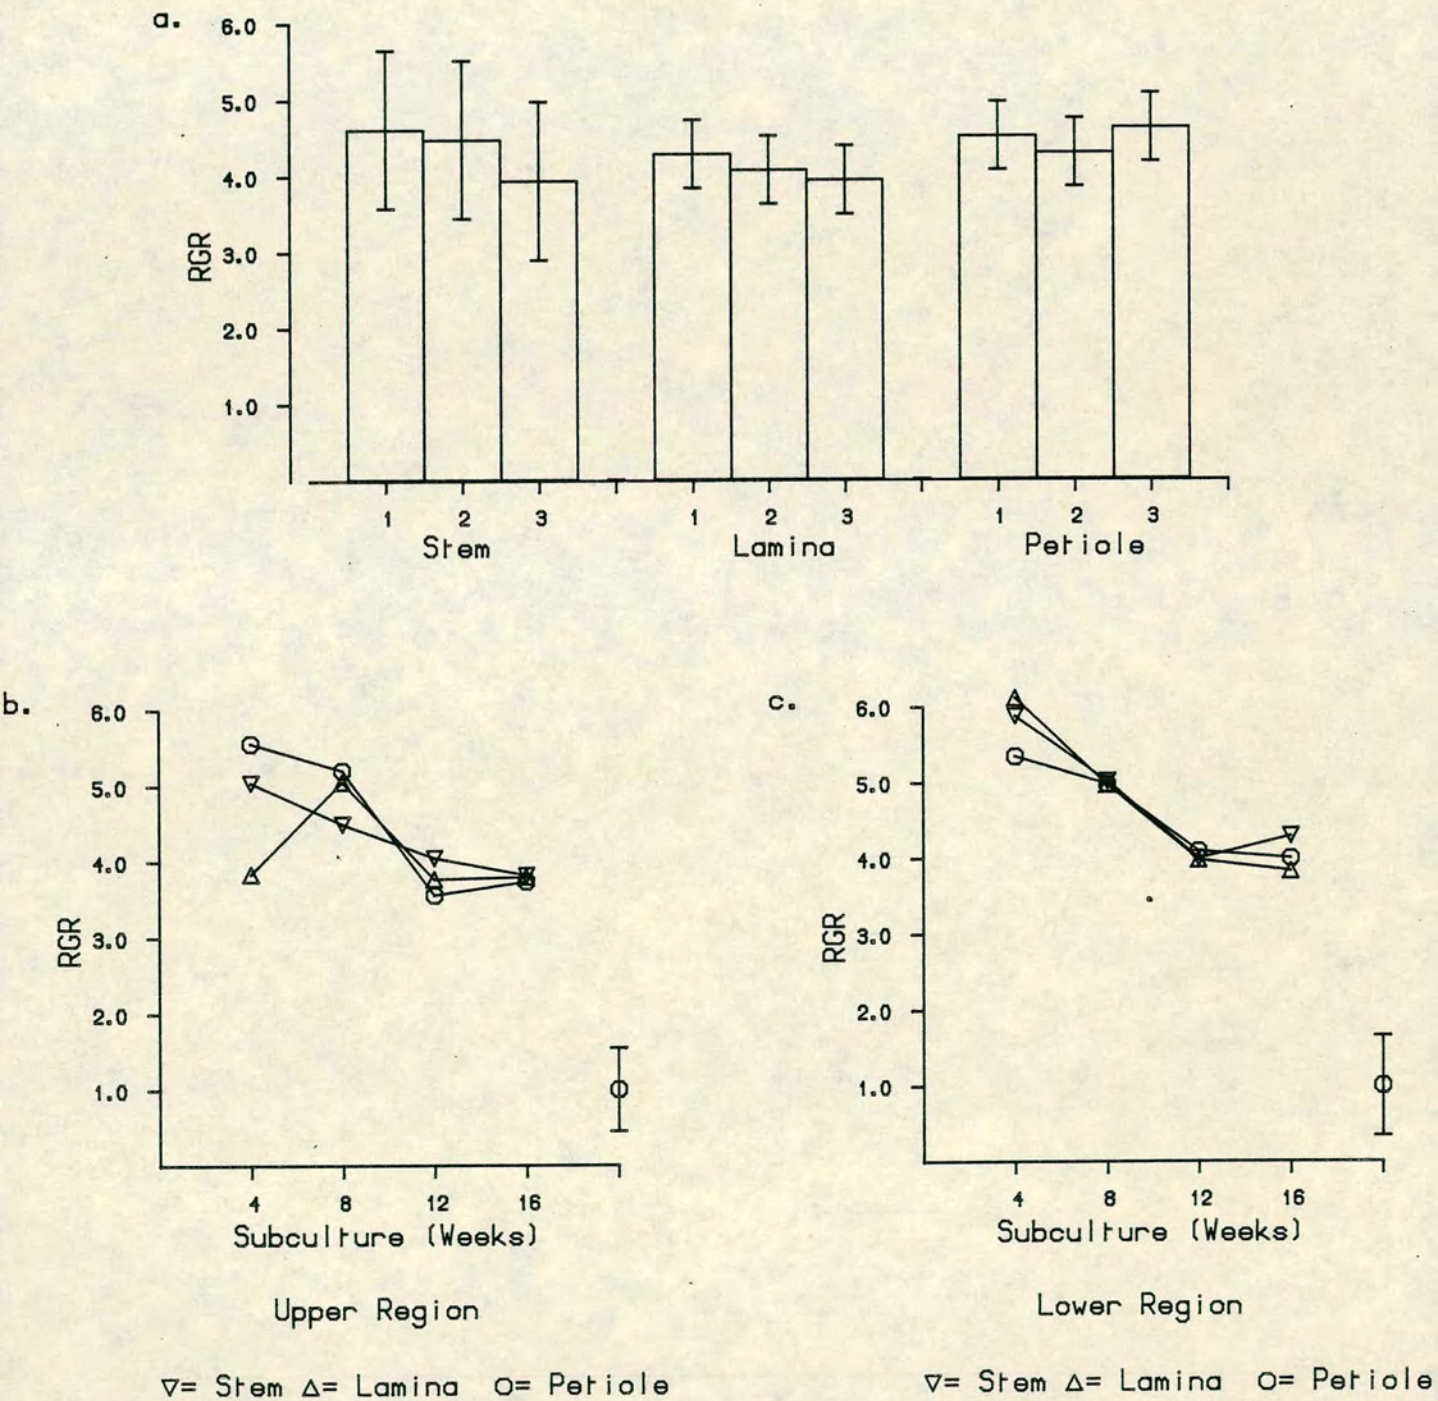 a.
6.0
5.0
4.0
3.0
2.0
1.0
RGR
1 2 3 1 2 3 1 2 3
Stem Lamina Petiole
b.
6.0
5.0
4.0
3.0
2.0
1.0
RGR
4 8 12 16
Subculture (Weeks)
Upper Region
▽= Stem △= Lamina O= Petiole
c.
6.0
5.0
4.0
3.0
2.0
1.0
RGR
4 8 12 16
Subculture (Weeks)
Lower Region
▽= Stem △= Lamina O= Petiole